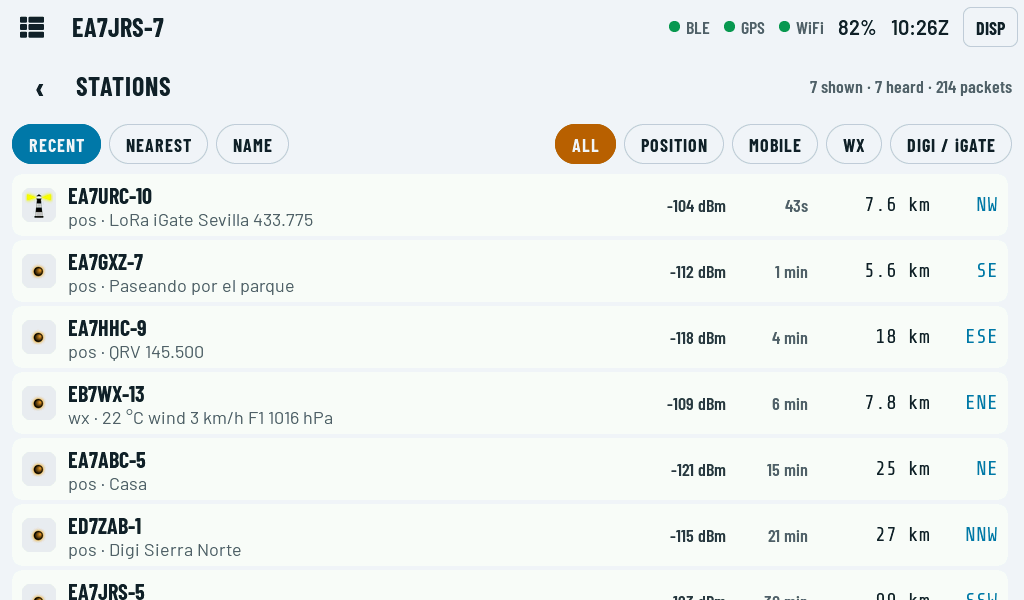 EA7JRS-7
BLE GPS WiFi 82% 10:26Z DISP
‹ STATIONS
7 shown · 7 heard · 214 packets
RECENT NEAREST NAME ALL POSITION MOBILE WX DIGI / iGATE
EA7URC-10
pos · LoRa iGate Sevilla 433.775
-104 dBm 43s 7.6 km NW
EA7GXZ-7
pos · Paseando por el parque
-112 dBm 1 min 5.6 km SE
EA7HHC-9
pos · QRV 145.500
-118 dBm 4 min 18 km ESE
EB7WX-13
wx · 22 °C wind 3 km/h F1 1016 hPa
-109 dBm 6 min 7.8 km ENE
EA7ABC-5
pos · Casa
-121 dBm 15 min 25 km NE
ED7ZAB-1
pos · Digi Sierra Norte
-115 dBm 21 min 27 km NNW
EA7JRS-5
km SSW